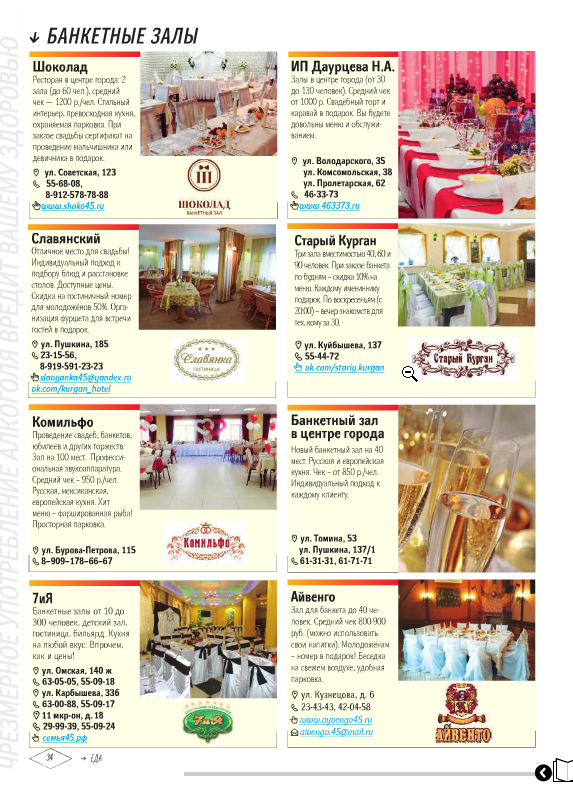 БАНКЕТНЫЕ ЗАЛЫ
Шоколад
Ресторан в центре города: 2
зала (до 60 чел.), средний
чек — 1200 р./чел. Стильный
интерьер, превосходная кухня,
охраняемая парковка. При
заказе свадьбы сертификат на
проведение мальчишника или
девичника в подарок.
ул. Советская, 123
55-68-08,
8-912-578-78-88
www.shoko45.ru
Ш
ШОКОЛАД
БАНКЕТНЫЙ ЗАЛ
ИП Даурцева Н.А.
Залы в центре города (от 30
до 130 человек). Средний чек
от 1000 р. Свадебный торт и
каравай в подарок. Вы будете
довольны меню и обслужи-
ванием.
ул. Володарского, 35
ул. Комсомольская, 38
ул. Пролетарская, 62
46-33-73
www.463373.ru
Славянский
Отличное место для свадьбы!
Индивидуальный подход к
подбору блюд и расстановке
столов. Доступные цены.
Скидка на гостиничный номер
для молодожёнов 50%. Орга-
низация фуршета для встречи
гостей в подарок.
ул. Пушкина, 185
23-15-56,
8-919-591-23-23
slavyanka45@yandex.ru
vk.com/kurgan_hotel
Славянка
ГОСТИНИЦА
Старый Курган
Три зала вместимостью 40, 60 и
90 человек. При заказе банкета
по будням – скидка 10% на
меню. Каждому имениннику
подарок. По воскресеньям (с
20:00) – вечер знакомств для
тех, кому за 30.
ул. Куйбышева, 137
55-44-72
vk.com/stariy.kurgan
Старый Курган
Комильфо
Проведение свадеб, банкетов,
юбилеев и других торжеств.
Зал на 100 мест. Професси-
ональная звукоаппаратура.
Средний чек – 950 р./чел.
Русская, мексиканская,
европейская кухня. Хит
меню – фаршированная рыба!
Просторная парковка.
ул. Бурова-Петрова, 115
8–909–178–66–67
Комильфо
Банкетный зал
в центре города
Новый банкетный зал на 40
мест. Русская и европейская
кухня. Чек – от 850 р./чел.
Индивидуальный подход к
каждому клиенту.
ул. Томина, 53
ул. Пушкина, 137/1
61-31-31, 61-71-71
7иЯ
Банкетные залы от 10 до
300 человек, детский зал,
гостиница, бильярд. Кухня
на любой вкус. Впрочем,
как и цены!
ул. Омская, 140 ж
63-05-05, 55-09-18
ул. Карбышева, 33б
63-00-88, 55-09-17
11 мкр-он, д. 18
29-99-39, 55-09-24
семья45.рф
7иЯ
Айвенго
Зал для банкета до 40 че-
ловек. Средний чек 800-900
руб. (можно использовать
свои напитки). Молодожёнам
– номер в подарок! Беседка
на свежем воздухе, удобная
парковка.
ул. Кузнецова, д. 6
23-43-43, 42-04-58
www.ayvengo45.ru
aivengo.45@mail.ru
АЙВЕНГО
34
ЕДА